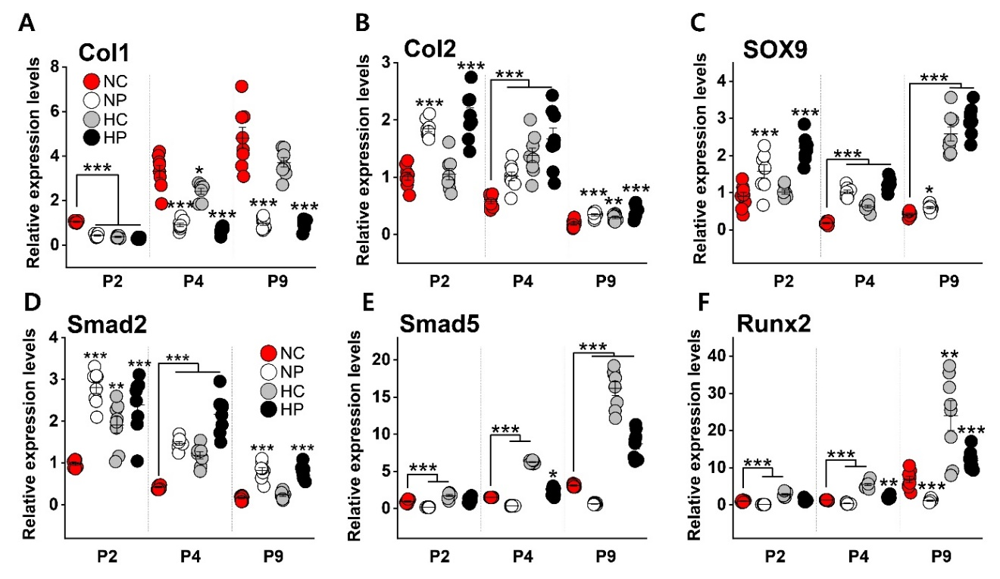 A
Col1
Relative expression levels
8
6
4
2
0
NC
NP
HC
HP
***
***
*
***
***
***
P2
P4
P9
B
Col2
Relative expression levels
3
2
1
0
***
***
***
***
**
***
P2
P4
P9
C
SOX9
Relative expression levels
4
3
2
1
0
***
***
***
*
***
P2
P4
P9
D
Smad2
Relative expression levels
4
3
2
1
0
***
**
***
***
***
***
NC
NP
HC
HP
P2
P4
P9
E
Smad5
Relative expression levels
20
15
10
5
0
***
***
*
***
P2
P4
P9
F
Runx2
Relative expression levels
40
30
20
10
0
***
***
**
***
**
***
P2
P4
P9